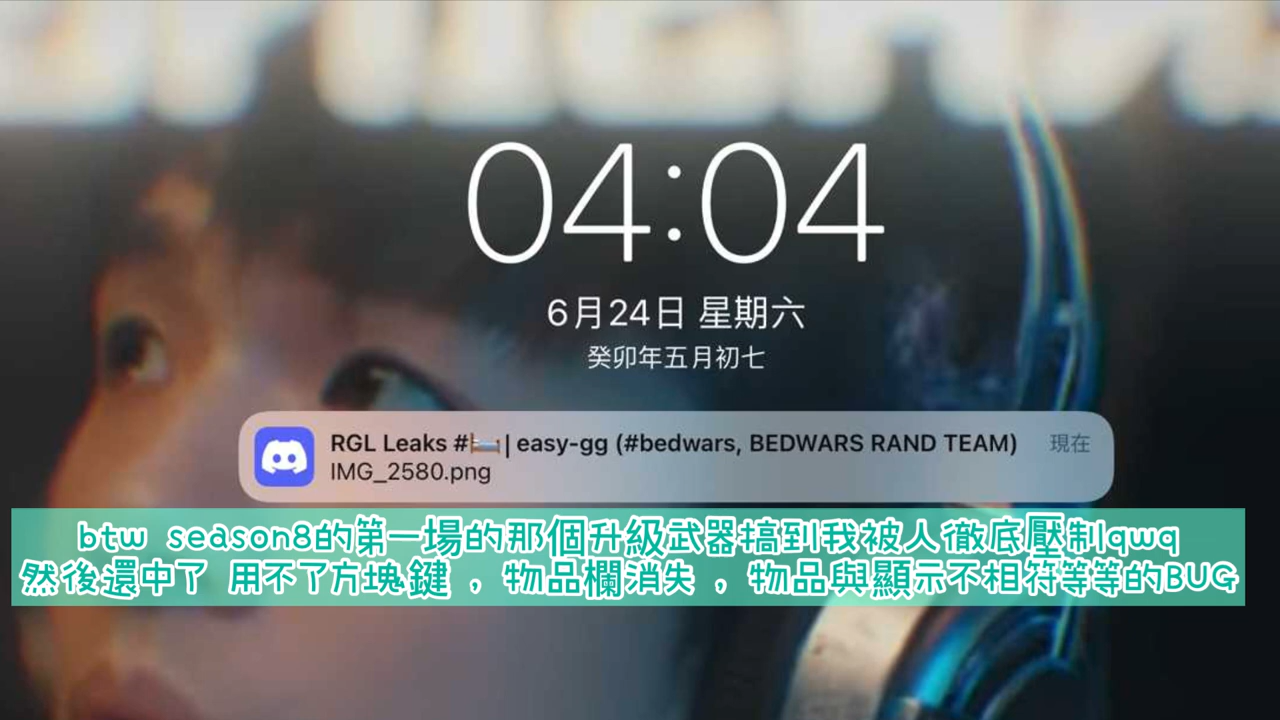 04:04
6月24日 星期六
癸卯年五月初七
RGL Leaks #🛏️| easy-gg (#bedwars, BEDWARS RAND TEAM) 現在
IMG_2580.png
btw season8的第一場的那個升級武器搞到我被人徹底壓制qwq
然後還中了 用不了方塊鍵 , 物品欄消失 , 物品與顯示不相符等等的BUG